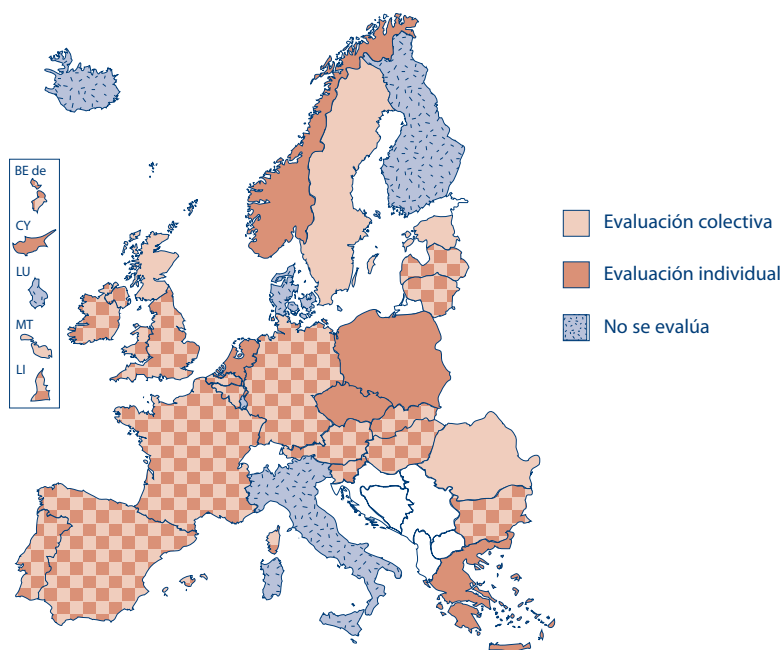 BE de
CY
LU
MT
LI
Evaluación colectiva
Evaluación individual
No se evalúa